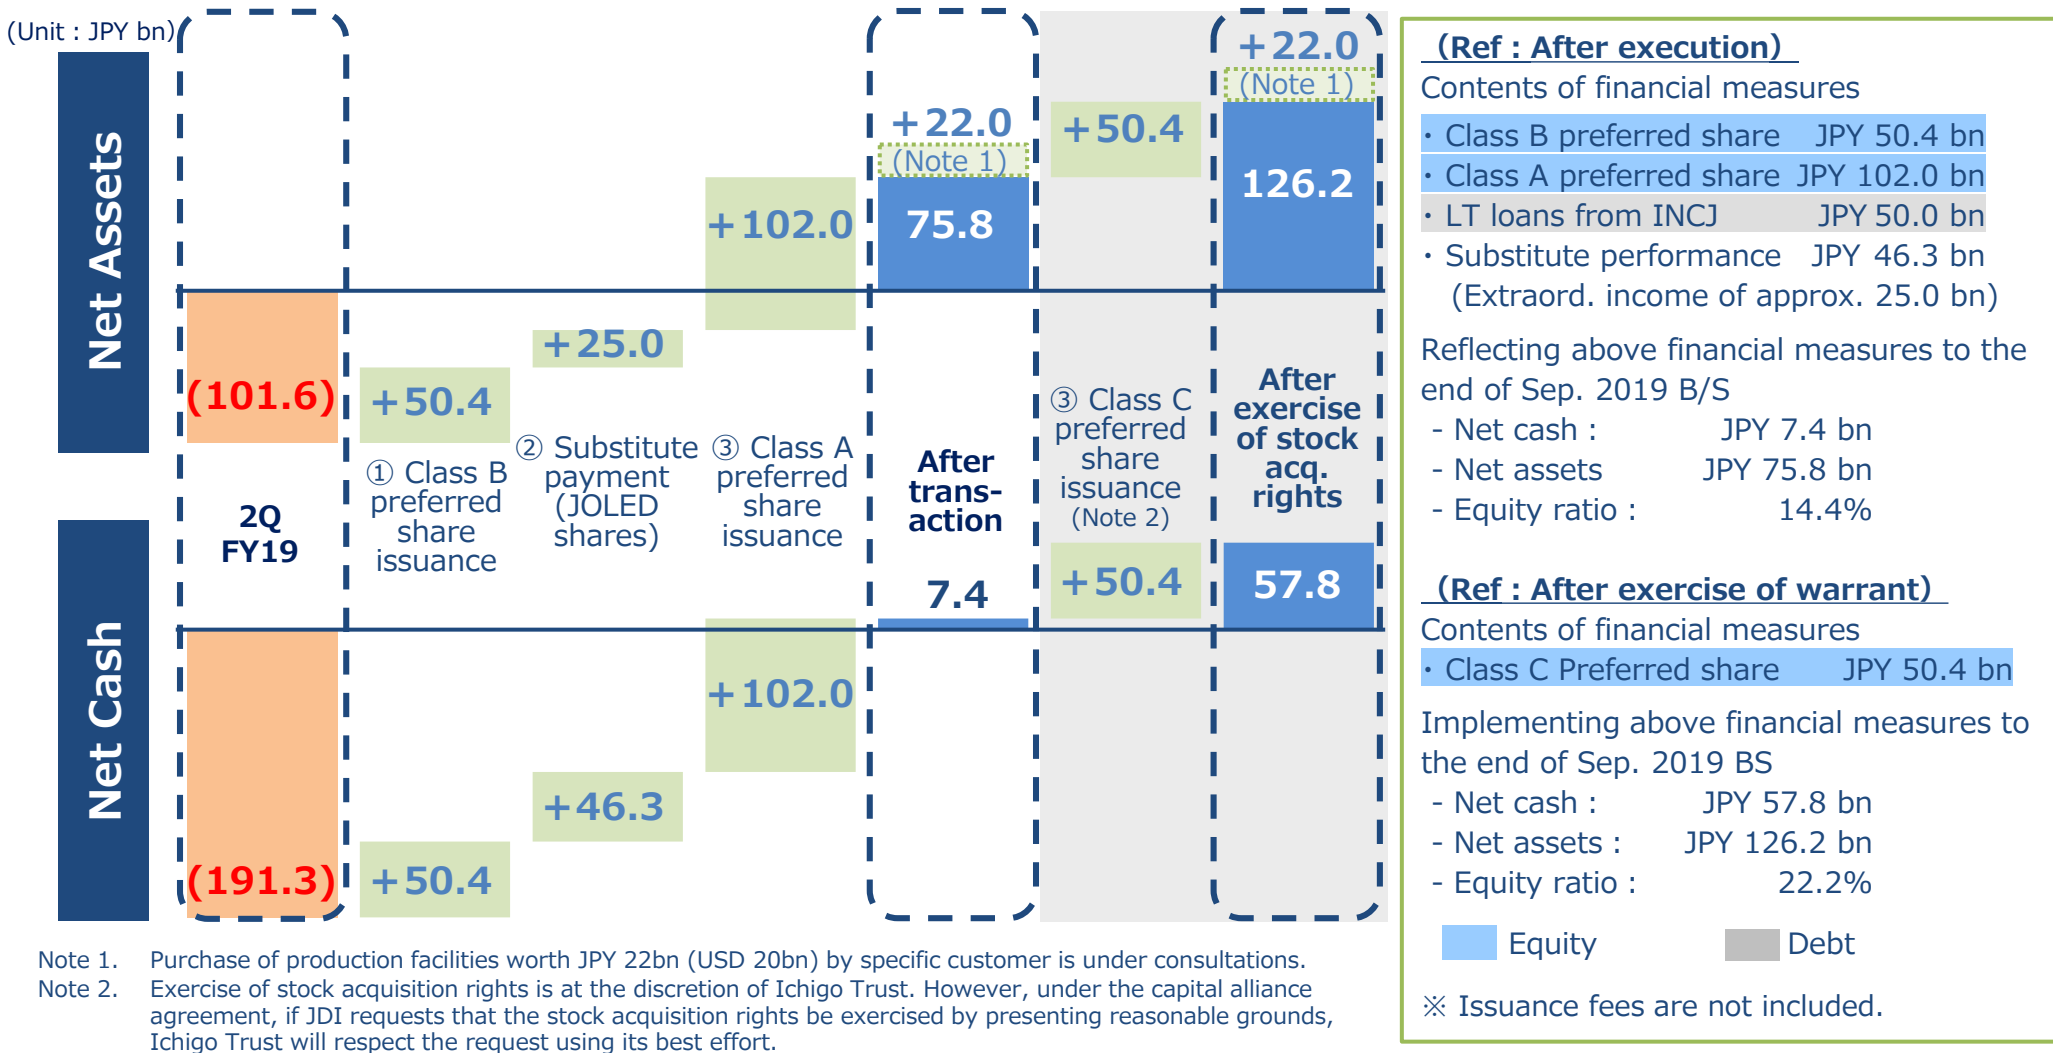 (Unit : JPY bn)
Net Assets
Net Cash
(101.6)
2Q
FY19
(191.3)
+50.4
① Class B
preferred
share
issuance
+50.4
+25.0
② Substitute
payment
(JOLED
shares)
+46.3
+102.0
③ Class A
preferred
share
issuance
+102.0
+22.0
(Note 1)
75.8
After
trans-
action
7.4
+50.4
③ Class C
preferred
share
issuance
(Note 2)
+50.4
+22.0
(Note 1)
126.2
After
exercise
of stock
acq.
rights
57.8
(Ref : After execution)
Contents of financial measures
・ Class B preferred share JPY 50.4 bn
・ Class A preferred share JPY 102.0 bn
・ LT loans from INCJ JPY 50.0 bn
・ Substitute performance JPY 46.3 bn
(Extraord. income of approx. 25.0 bn)
Reflecting above financial measures to the
end of Sep. 2019 B/S
- Net cash : JPY 7.4 bn
- Net assets JPY 75.8 bn
- Equity ratio : 14.4%
(Ref : After exercise of warrant)
Contents of financial measures
・ Class C Preferred share JPY 50.4 bn
Implementing above financial measures to
the end of Sep. 2019 BS
- Net cash : JPY 57.8 bn
- Net assets : JPY 126.2 bn
- Equity ratio : 22.2%
Equity Debt
※ Issuance fees are not included.
Note 1. Purchase of production facilities worth JPY 22bn (USD 20bn) by specific customer is under consultations.
Note 2. Exercise of stock acquisition rights is at the discretion of Ichigo Trust. However, under the capital alliance
agreement, if JDI requests that the stock acquisition rights be exercised by presenting reasonable grounds,
Ichigo Trust will respect the request using its best effort.